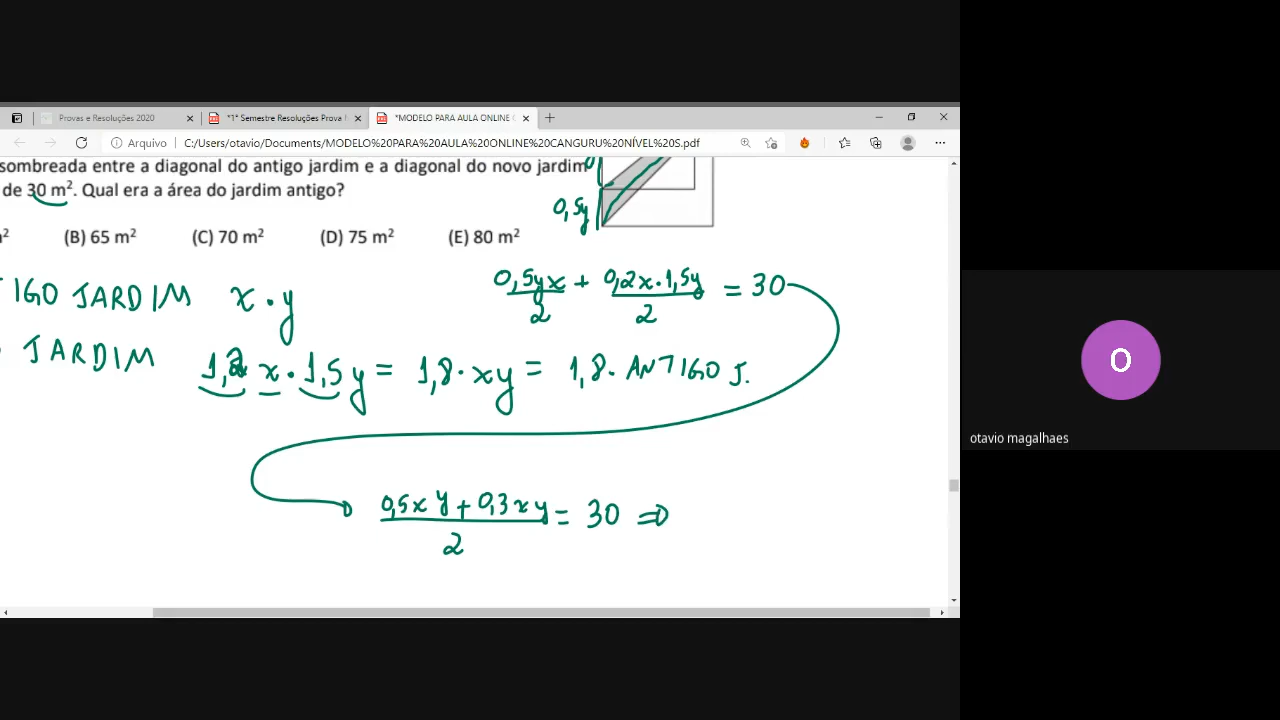 Provas e Resoluções 2020
*1° Semestre Resoluções Prova
*MODELO PARA AULA ONLINE C
Arquivo | C:/Users/otavio/Documents/MODELO%20PARA%20AULA%20ONLINE%20CANGURU%20NÍVEL%20S.pdf
sombreada entre a diagonal do antigo jardim e a diagonal do novo jardim
de 30 m². Qual era a área do jardim antigo?
0,5y
(B) 65 m² (C) 70 m² (D) 75 m² (E) 80 m²
IGO JARDIM x · y
0,5yx/2 + 0,2x·1,5y/2 = 30
JARDIM 1,2 x · 1,5y = 1,8 · xy = 1,8 · ANTIGO J.
0,5xy + 0,3xy/2 = 30 ⇒
O
otavio magalhaes